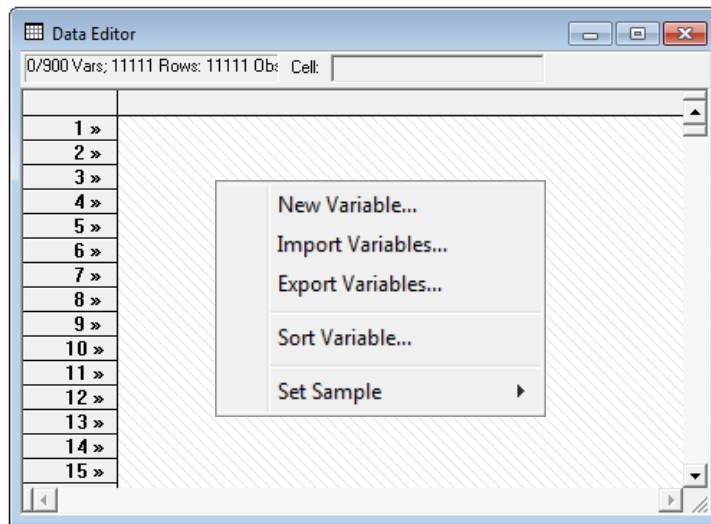 Data Editor
0/900 Vars; 11111 Rows: 11111 Ob
Cell:
1 »
2 »
3 »
4 »
5 »
6 »
7 »
8 »
9 »
10 »
11 »
12 »
13 »
14 »
15 »
New Variable...
Import Variables...
Export Variables...
Sort Variable...
Set Sample